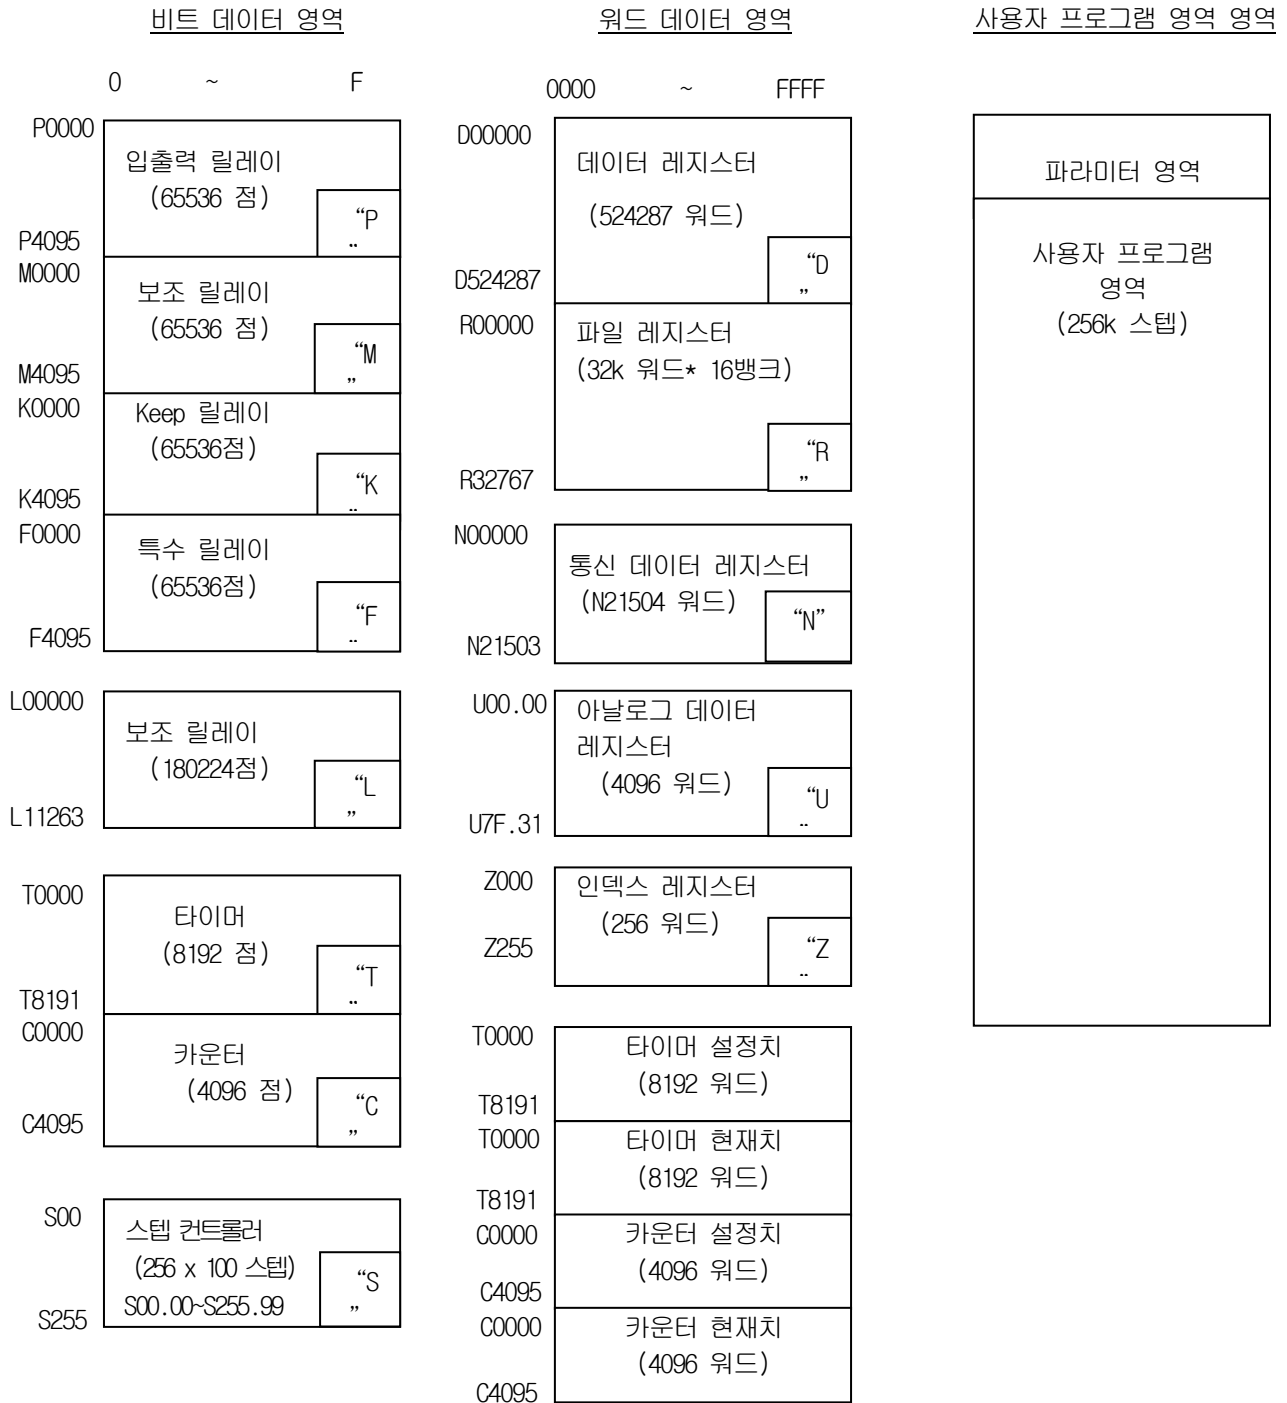 비트 데이터 영역
0 ~ F
P0000
입출력 릴레이
(65536 점)
“P
”
P4095
M0000
보조 릴레이
(65536 점)
“M
”
M4095
K0000
Keep 릴레이
(65536점)
“K
”
K4095
F0000
특수 릴레이
(65536점)
“F
”
F4095
L00000
보조 릴레이
(180224점)
“L
”
L11263
T0000
타이머
(8192 점)
“T
”
T8191
C0000
카운터
(4096 점)
“C
”
C4095
S00
스텝 컨트롤러
(256 x 100 스텝)
S00.00~S255.99
“S
”
S255
워드 데이터 영역
0000 ~ FFFF
D00000
데이터 레지스터
(524287 워드)
“D
”
D524287
R00000
파일 레지스터
(32k 워드* 16뱅크)
“R
”
R32767
N00000
통신 데이터 레지스터
(N21504 워드)
“N”
N21503
U00.00
아날로그 데이터
레지스터
(4096 워드)
“U
”
U7F.31
Z000
인덱스 레지스터
(256 워드)
“Z
”
Z255
T0000
타이머 설정치
(8192 워드)
T8191
T0000
타이머 현재치
(8192 워드)
T8191
C0000
카운터 설정치
(4096 워드)
C4095
C0000
카운터 현재치
(4096 워드)
C4095
사용자 프로그램 영역 영역
파라미터 영역
사용자 프로그램
영역
(256k 스텝)